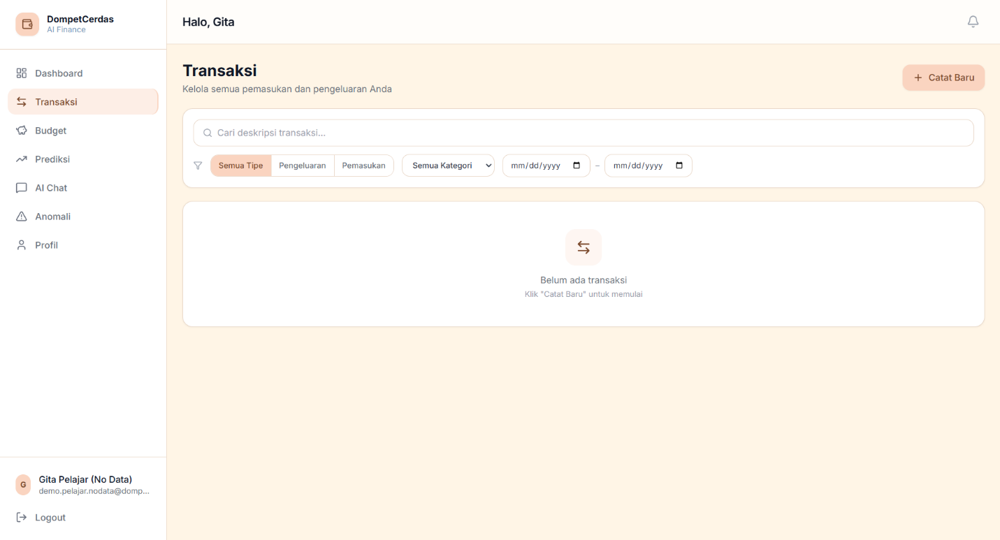 DompetCerdas
AI Finance
Dashboard
Transaksi
Budget
Prediksi
AI Chat
Anomali
Profil
G
Gita Pelajar (No Data)
demo.pelajar.nodata@domp...
Logout
Halo, Gita
Transaksi
Kelola semua pemasukan dan pengeluaran Anda
+ Catat Baru
Cari deskripsi transaksi...
Semua Tipe Pengeluaran Pemasukan Semua Kategori mm/dd/yyyy – mm/dd/yyyy
Belum ada transaksi
Klik "Catat Baru" untuk memulai